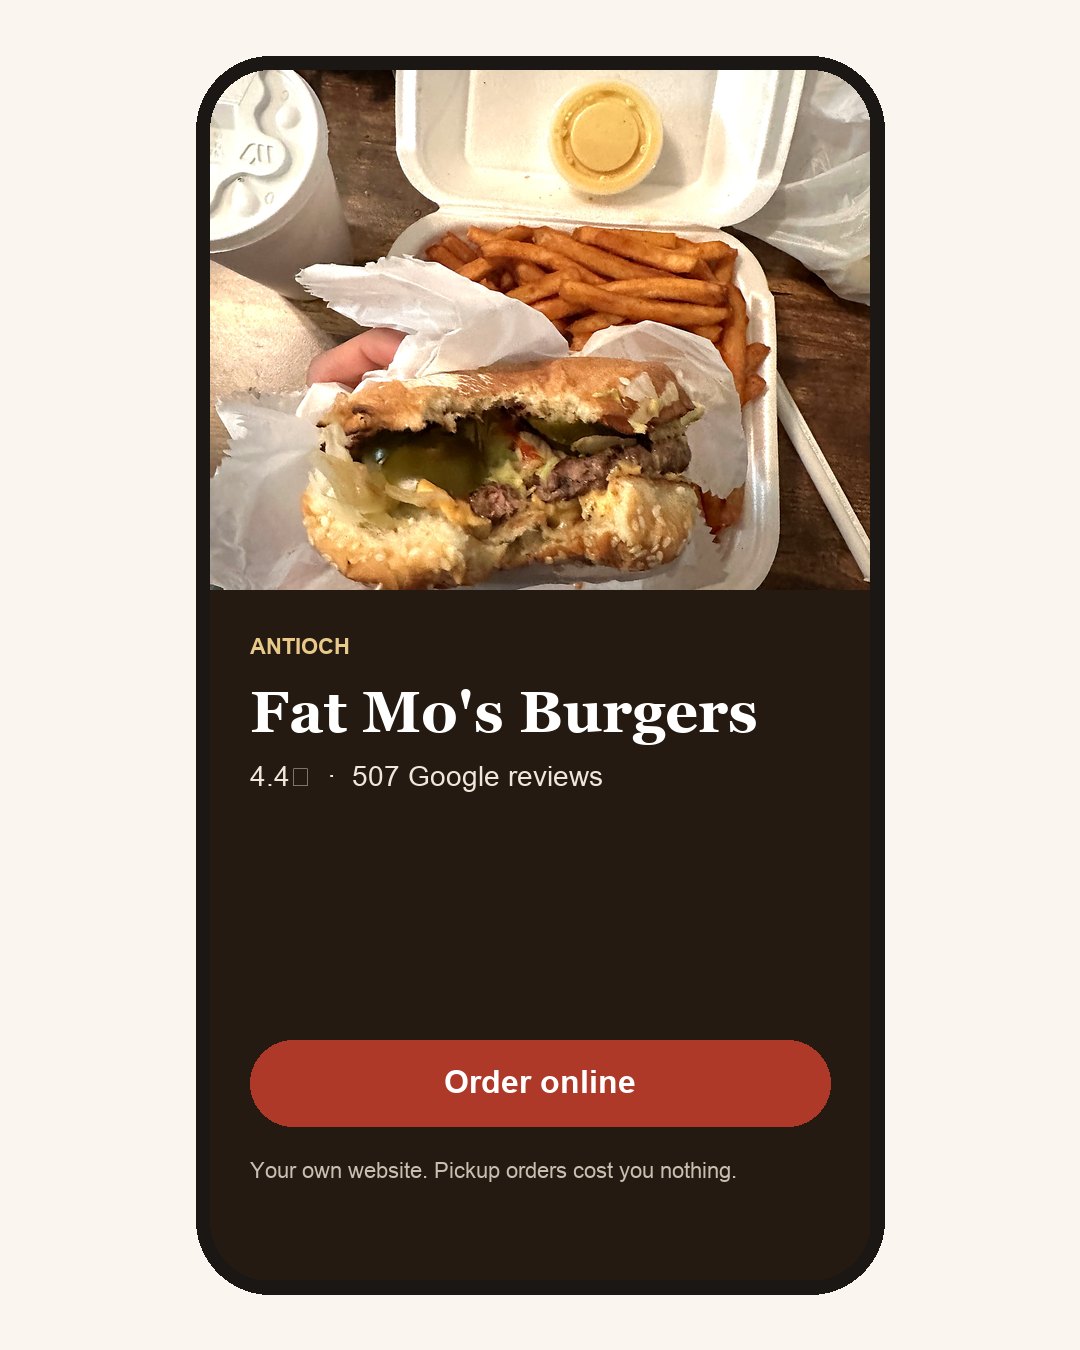 ANTIOCH
Fat Mo's Burgers
4.4□ · 507 Google reviews
Order online
Your own website. Pickup orders cost you nothing.